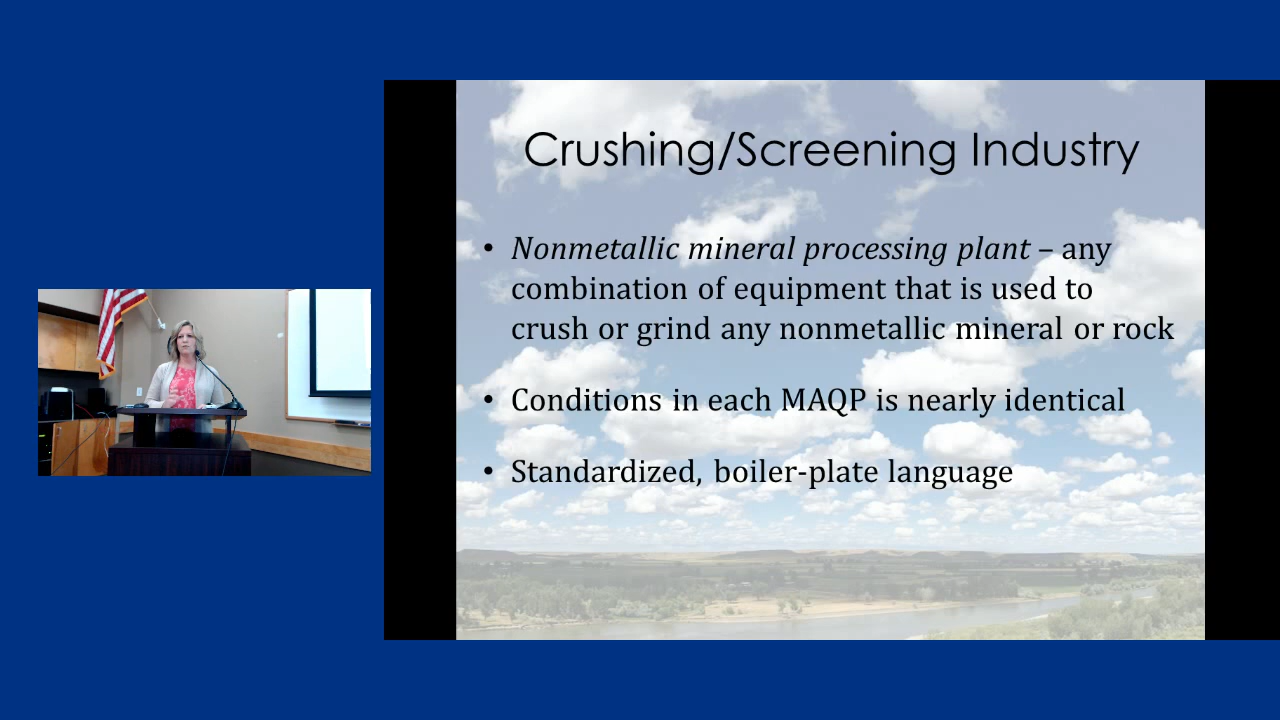 Crushing/Screening Industry
• Nonmetallic mineral processing plant – any
combination of equipment that is used to
crush or grind any nonmetallic mineral or rock
• Conditions in each MAQP is nearly identical
• Standardized, boiler-plate language